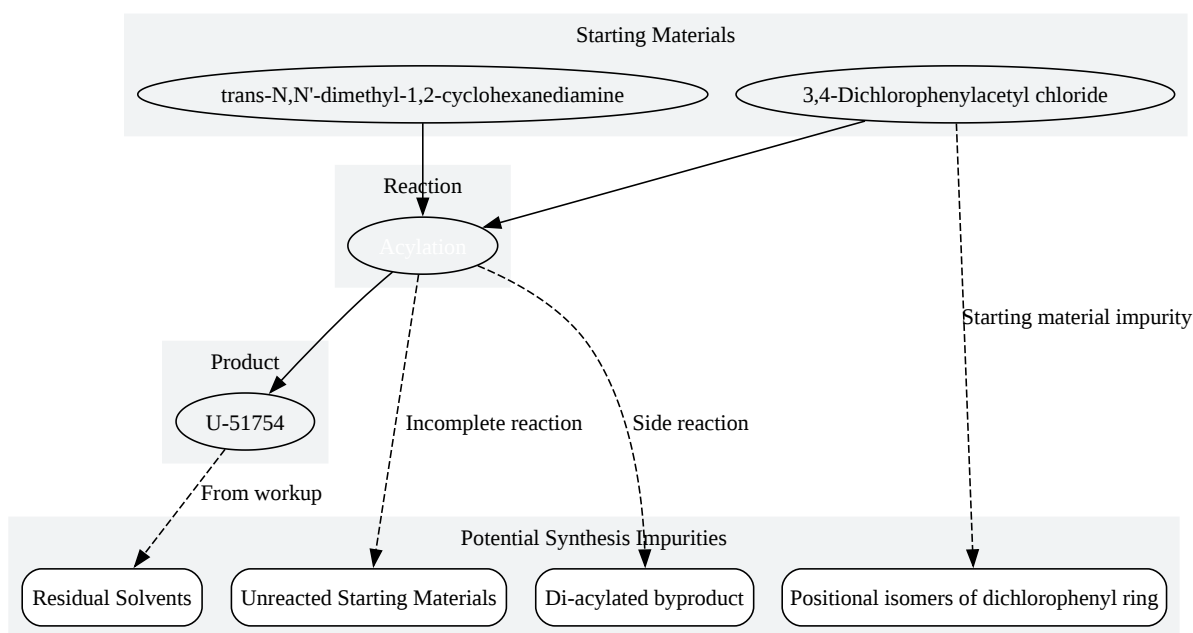 Starting Materials
trans-N,N'-dimethyl-1,2-cyclohexanediamine
3,4-Dichlorophenylacetyl chloride
Reaction
Acylation
Starting material impurity
Product
U-51754
Incomplete reaction
Side reaction
From workup
Potential Synthesis Impurities
Residual Solvents
Unreacted Starting Materials
Di-acylated byproduct
Positional isomers of dichlorophenyl ring